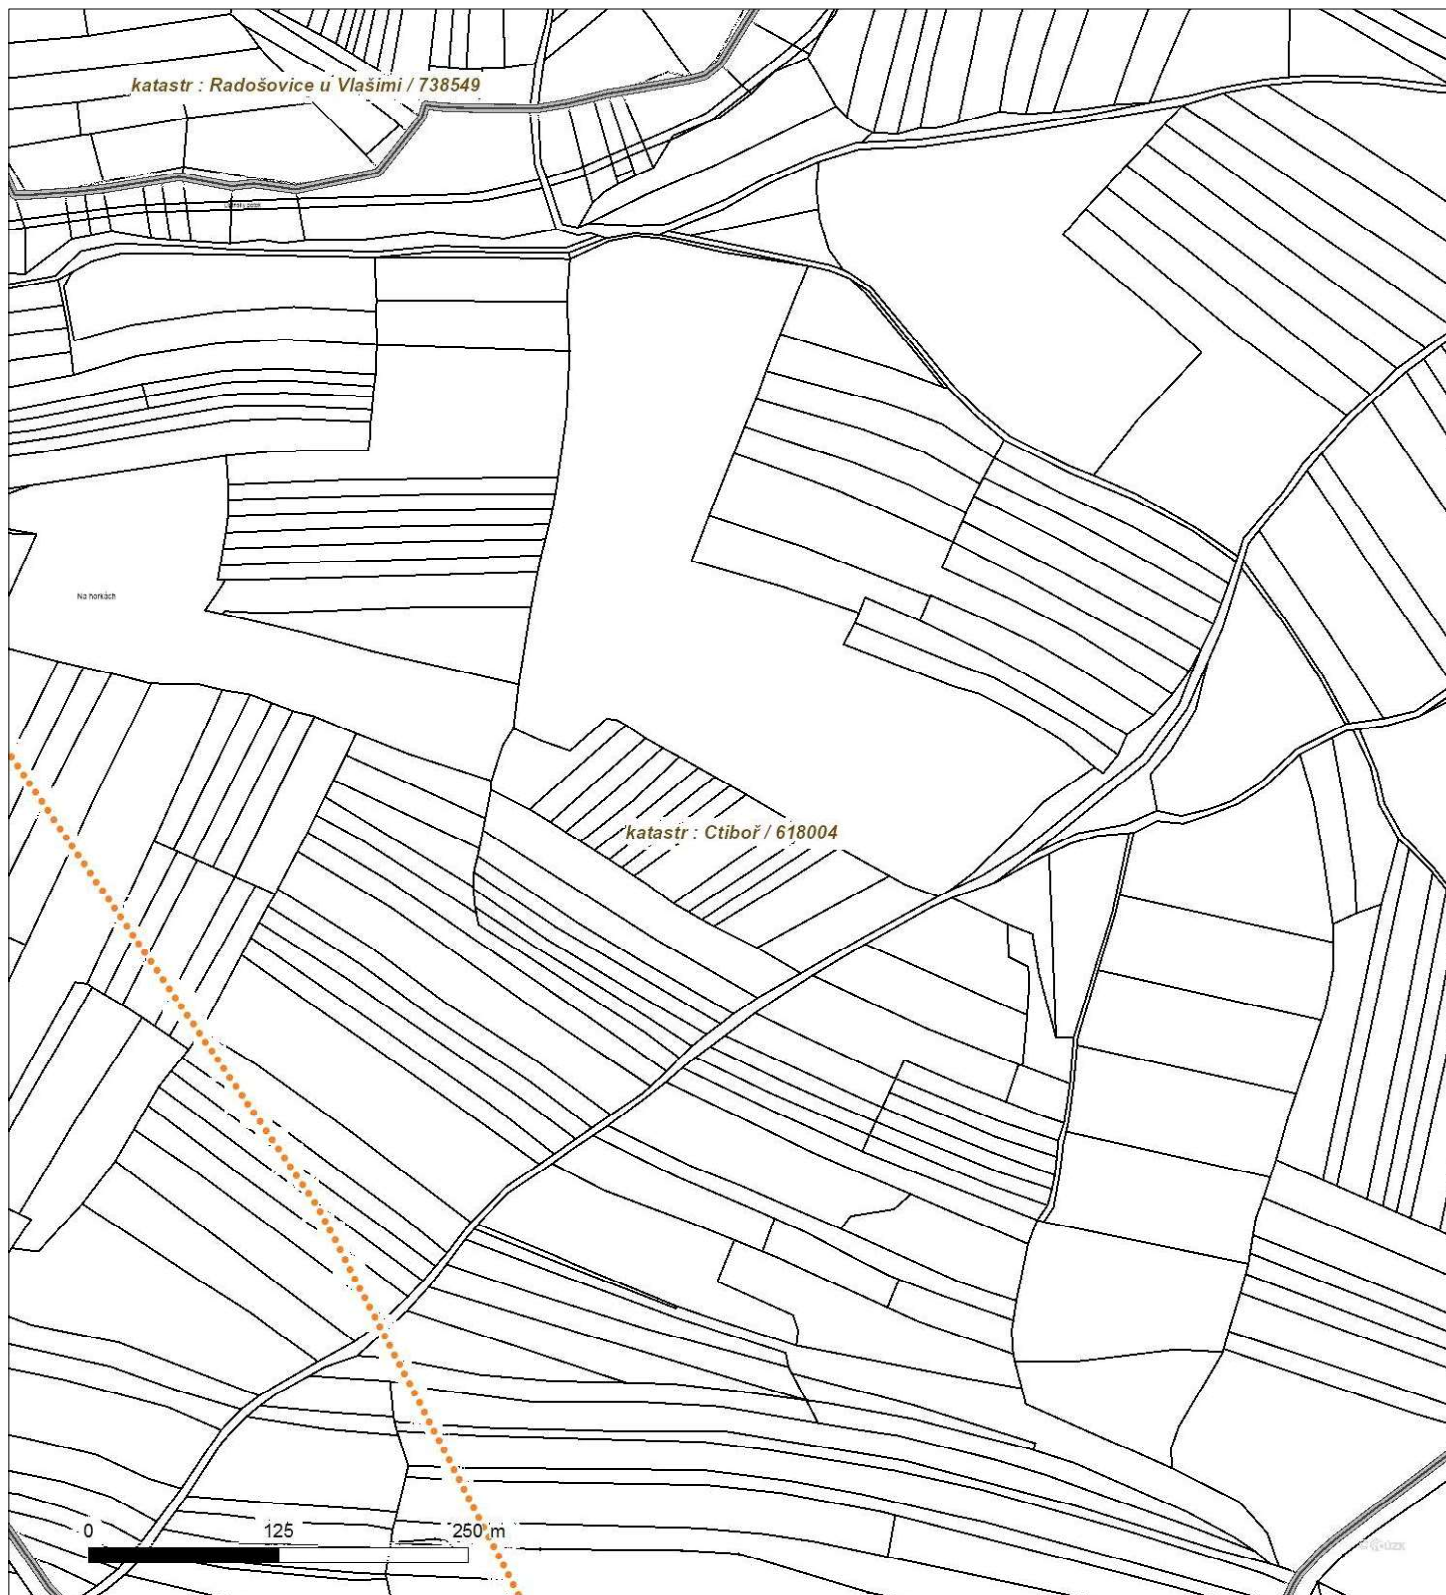 katastr : Radošovice u Vlašimi / 738549
Na horkách
katastr : Ctiboř / 618004
0 125 250 m